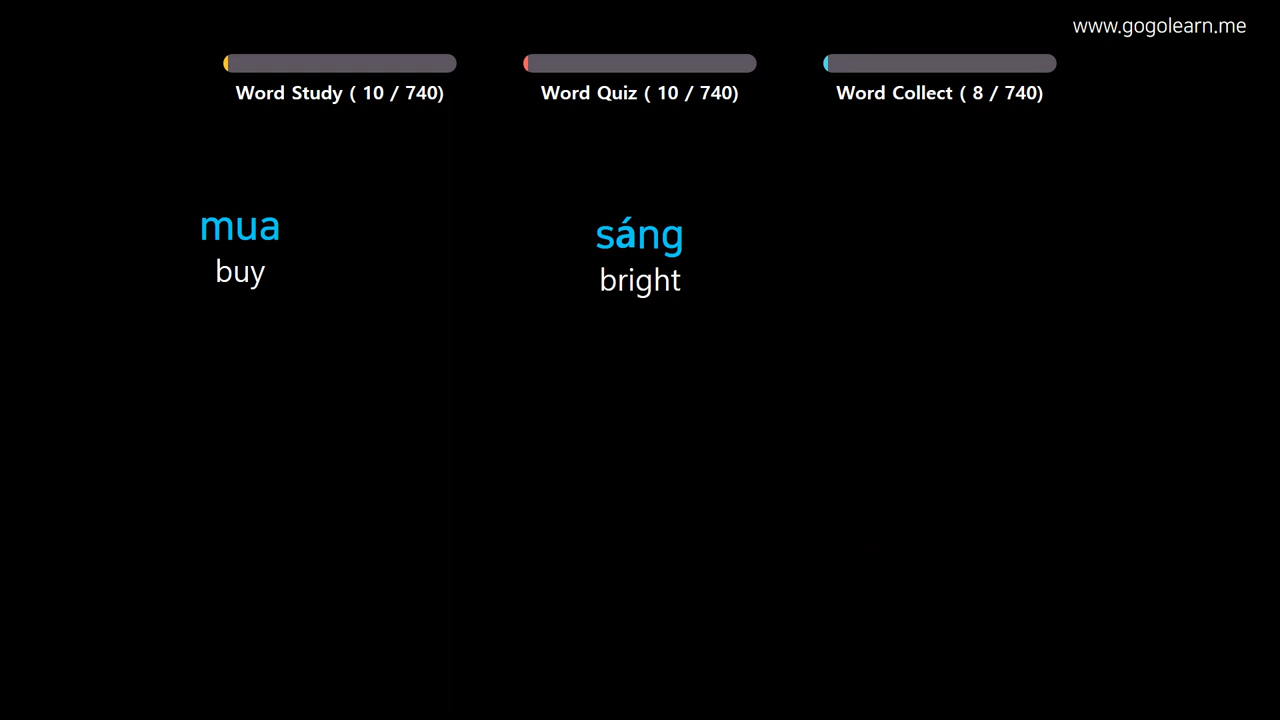 www.gogolearn.me
Word Study ( 10 / 740)
Word Quiz ( 10 / 740)
Word Collect ( 8 / 740)
mua
buy
sáng
bright